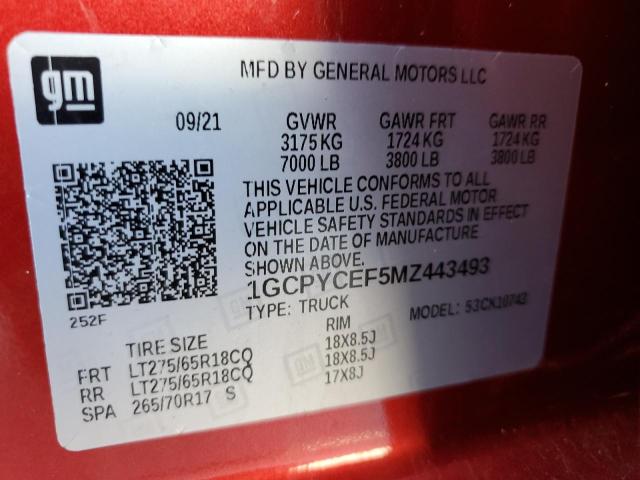 gm
MFD BY GENERAL MOTORS LLC
09/21 GVWR GAWR FRT GAWR RR
3175 KG 1724 KG 1724 KG
7000 LB 3800 LB 3800 LB
THIS VEHICLE CONFORMS TO ALL
APPLICABLE U.S. FEDERAL MOTOR
VEHICLE SAFETY STANDARDS IN EFFECT
ON THE DATE OF MANUFACTURE
SHOWN ABOVE
1GCPYCEF5MZ443493
TYPE: TRUCK MODEL: 53CK10743
252F
TIRE SIZE RIM
FRT LT275/65R18CQ 18X8.5J
RR LT275/65R18CQ 18X8.5J
SPA 265/70R17 S 17X8J